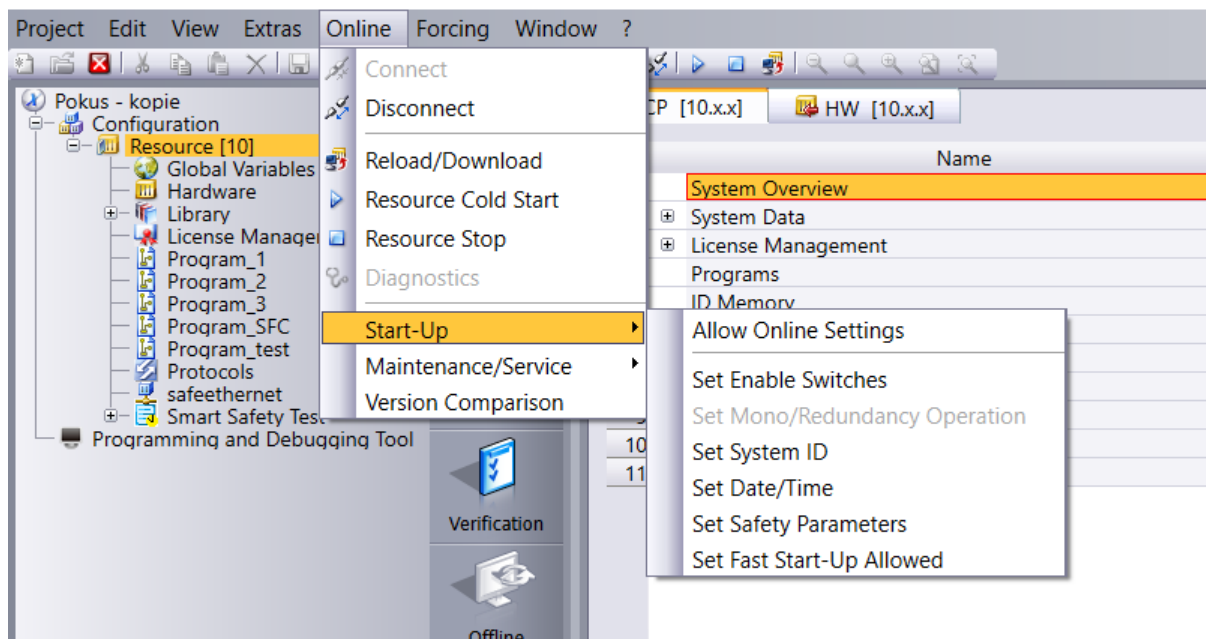 Project Edit View Extras Online Forcing Window ?
Pokus - kopie
Configuration
Resource [10]
Global Variables
Hardware
Library
License Manager
Program_1
Program_2
Program_3
Program_SFC
Program_test
Protocols
safeethernet
Smart Safety Test
Programming and Debugging Tool
Connect
Disconnect
Reload/Download
Resource Cold Start
Resource Stop
Diagnostics
Start-Up
Maintenance/Service
Version Comparison
Verification
Offline
CP [10.x.x] HW [10.x.x]
Name
System Overview
System Data
License Management
Programs
ID Memory
10
11
Allow Online Settings
Set Enable Switches
Set Mono/Redundancy Operation
Set System ID
Set Date/Time
Set Safety Parameters
Set Fast Start-Up Allowed